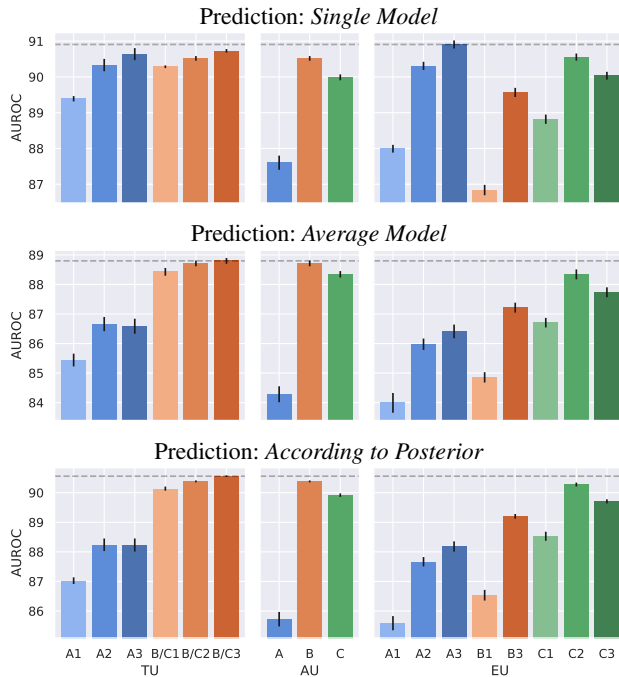 Prediction: Single Model
AUROC
91
90
89
88
87
Prediction: Average Model
AUROC
89
88
87
86
85
84
Prediction: According to Posterior
AUROC
90
89
88
87
86
A1 A2 A3 B/C1 B/C2 B/C3 A B C A1 A2 A3 B1 B3 C1 C2 C3
TU AU EU